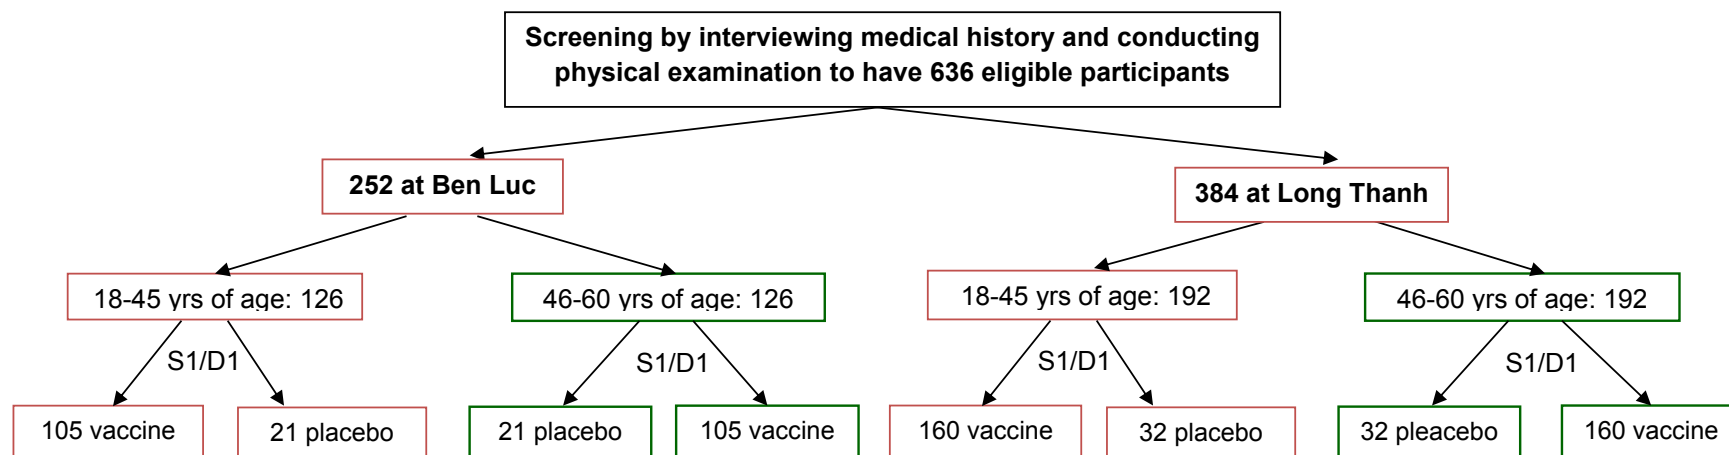 Screening by interviewing medical history and conducting
physical examination to have 636 eligible participants
252 at Ben Luc
384 at Long Thanh
18-45 yrs of age: 126
46-60 yrs of age: 126
18-45 yrs of age: 192
46-60 yrs of age: 192
S1/D1
S1/D1
S1/D1
S1/D1
105 vaccine
21 placebo
21 placebo
105 vaccine
160 vaccine
32 placebo
32 pleacebo
160 vaccine